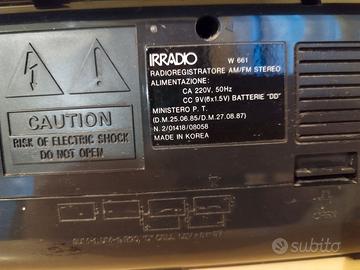 IRRADIO
W 661
RADIOREGISTRATORE AM/FM STEREO
ALIMENTAZIONE:
CA 220V, 50Hz
CC 9V(6x1.5V) BATTERIE "DD"
MINISTERO P. T.
(D.M.25.06.85/D.M.27.08.87)
N.2/01418/08058
MADE IN KOREA
CAUTION
RISK OF ELECTRIC SHOCK
DO NOT OPEN
subito